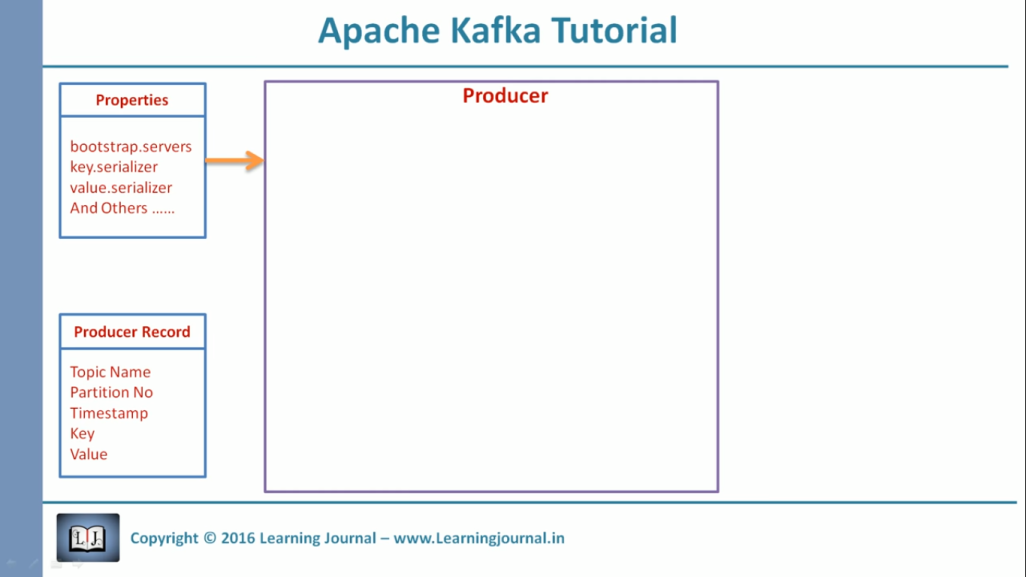 Apache Kafka Tutorial
Properties
bootstrap.servers
key.serializer
value.serializer
And Others ......
Producer
Producer Record
Topic Name
Partition No
Timestamp
Key
Value
L J
Copyright © 2016 Learning Journal – www.Learningjournal.in